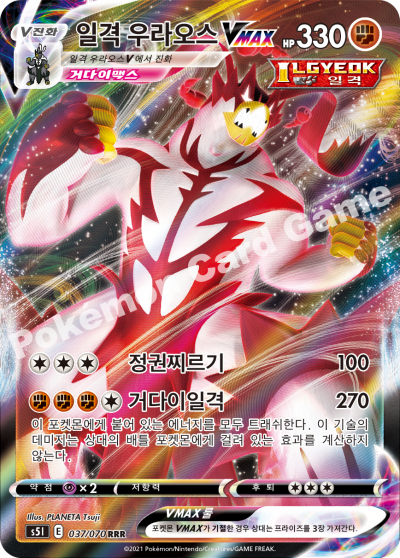 V진화
일격 우라오스 VMAX HP 330
일격 우라오스V에서 진화
거다이맥스
ILGYEOK
일격
Pokémon Card Game
정권찌르기 100
거다이일격 270
이 포켓몬에게 붙어 있는 에너지를 모두 트래쉬한다. 이 기술의
데미지는 상대의 배틀 포켓몬에게 걸려 있는 효과를 계산하지
않는다.
약점 ×2 저항력 후퇴
Illus. PLANETA Tsuji
VMAX 룰
s5I E 037/070 RRR
포켓몬VMAX가 기절한 경우 상대는 프라이즈를 3장 가져간다.
©2021 Pokémon/Nintendo/Creatures/GAME FREAK.